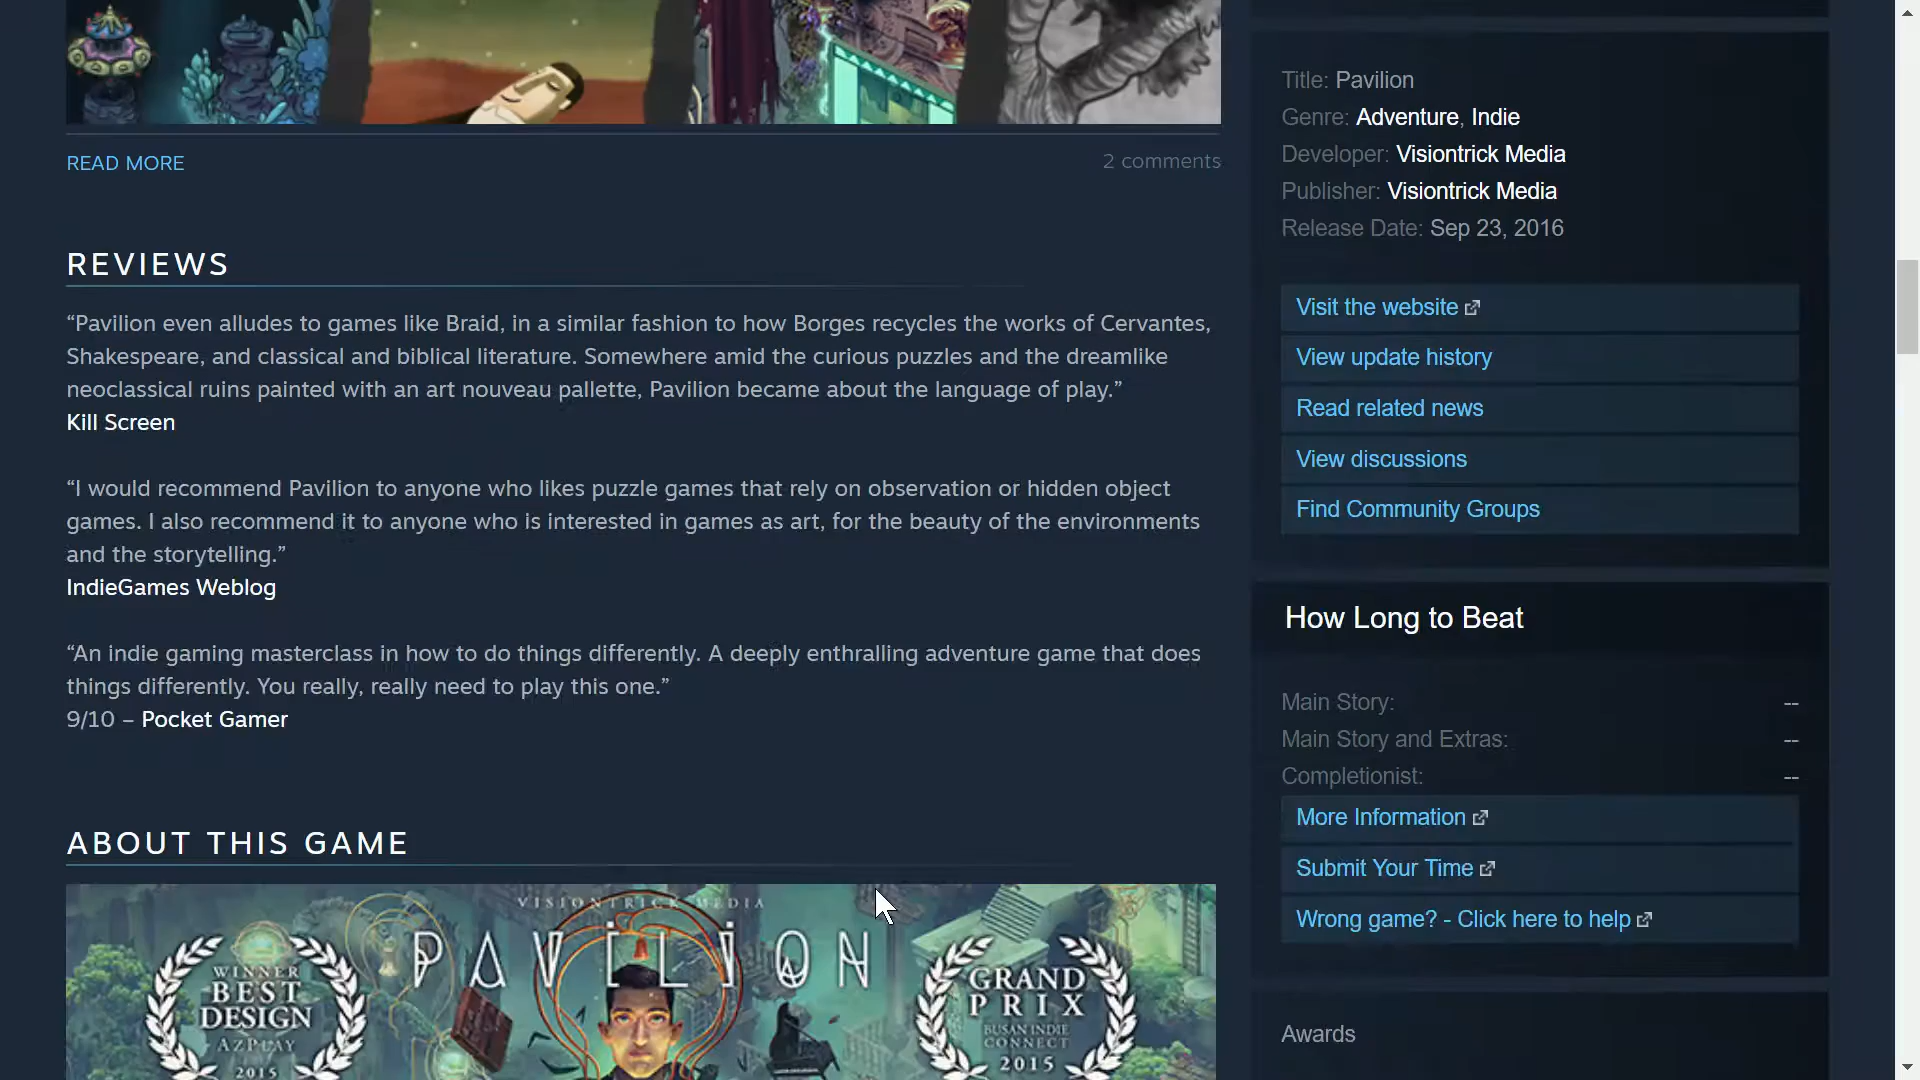 READ MORE
2 comments
REVIEWS
“Pavilion even alludes to games like Braid, in a similar fashion to how Borges recycles the works of Cervantes,
Shakespeare, and classical and biblical literature. Somewhere amid the curious puzzles and the dreamlike
neoclassical ruins painted with an art nouveau pallette, Pavilion became about the language of play.”
Kill Screen
“I would recommend Pavilion to anyone who likes puzzle games that rely on observation or hidden object
games. I also recommend it to anyone who is interested in games as art, for the beauty of the environments
and the storytelling.”
IndieGames Weblog
“An indie gaming masterclass in how to do things differently. A deeply enthralling adventure game that does
things differently. You really, really need to play this one.”
9/10 – Pocket Gamer
ABOUT THIS GAME
VISIONTRICK MEDIA
PAVILION
WINNER
BEST
DESIGN
AZPLAY
2015
GRAND
PRIX
BUSAN INDIE
CONNECT
2015
Title: Pavilion
Genre: Adventure, Indie
Developer: Visiontrick Media
Publisher: Visiontrick Media
Release Date: Sep 23, 2016
Visit the website
View update history
Read related news
View discussions
Find Community Groups
How Long to Beat
Main Story: --
Main Story and Extras: --
Completionist: --
More Information
Submit Your Time
Wrong game? - Click here to help
Awards